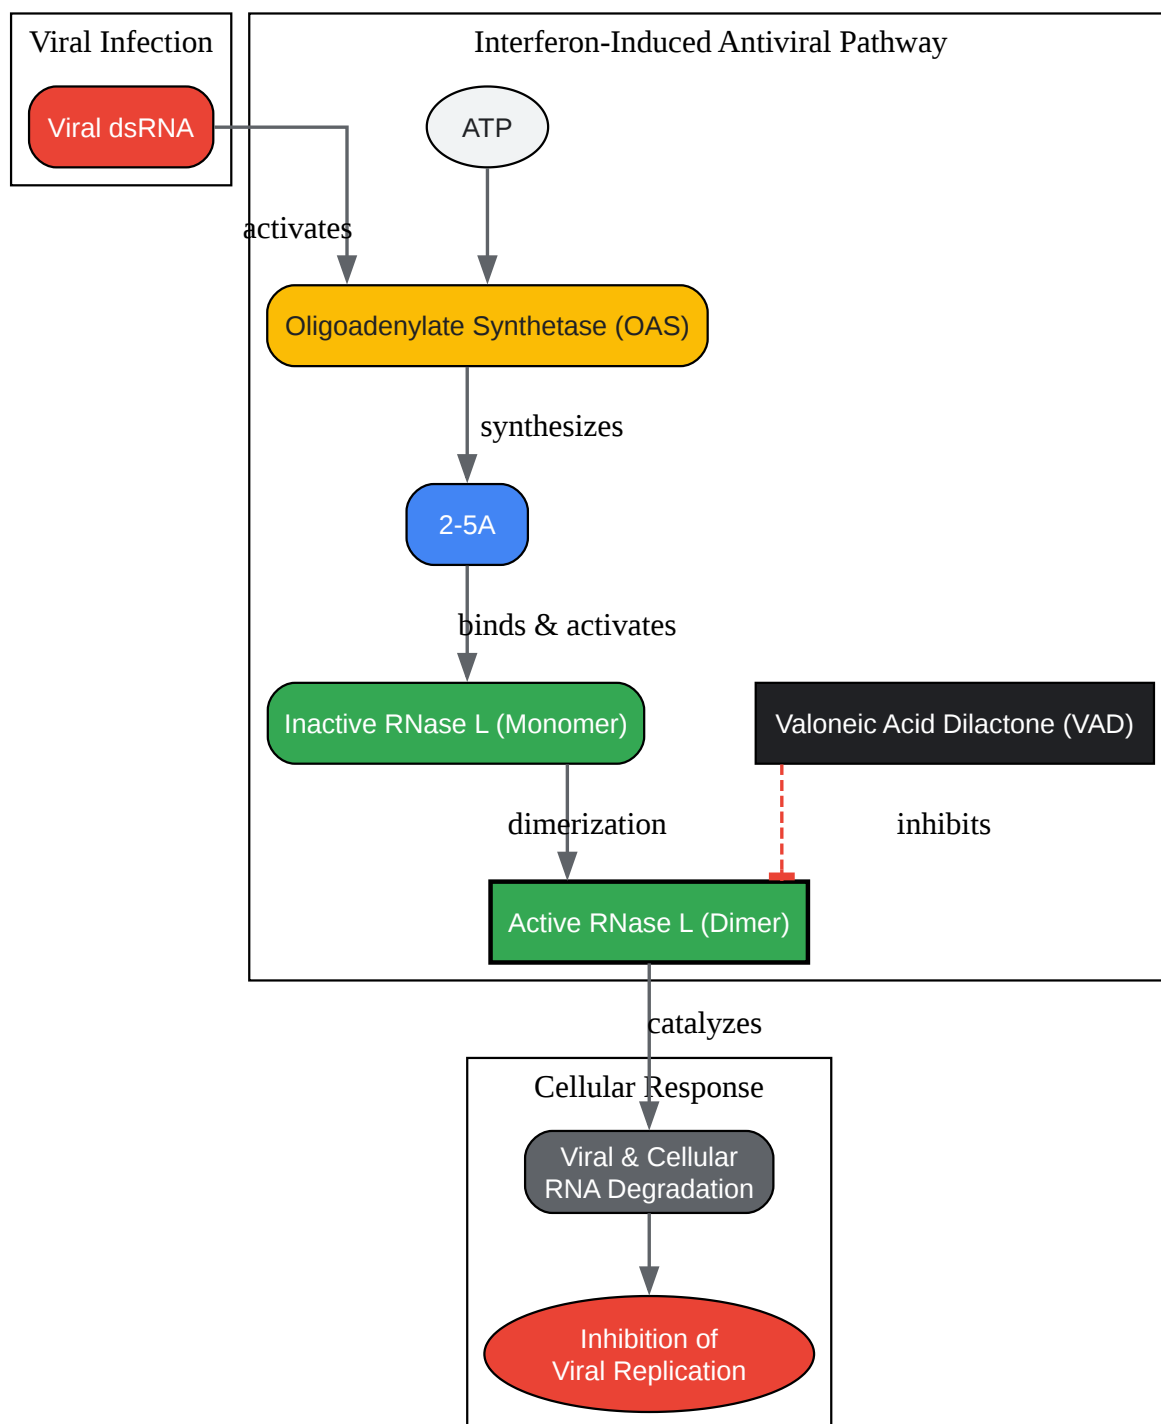 Viral Infection
Interferon-Induced Antiviral Pathway
Viral dsRNA
ATP
activates
Oligoadenylate Synthetase (OAS)
synthesizes
2-5A
binds & activates
Inactive RNase L (Monomer)
Valoneic Acid Dilactone (VAD)
dimerization
inhibits
Active RNase L (Dimer)
catalyzes
Cellular Response
Viral & Cellular
RNA Degradation
Inhibition of
Viral Replication